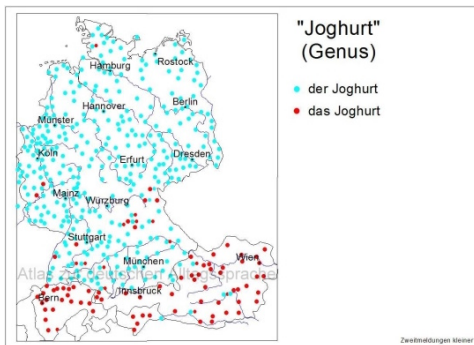 "Joghurt"
(Genus)
der Joghurt
das Joghurt
Rostock
Hamburg
Hannover
Berlin
Münster
Köln
Erfurt
Dresden
Mainz
Würzburg
Stuttgart
München
Wien
Atlas zur deutschen Alltagssprache
Bern
Innsbruck
Zweitmeldungen kleiner